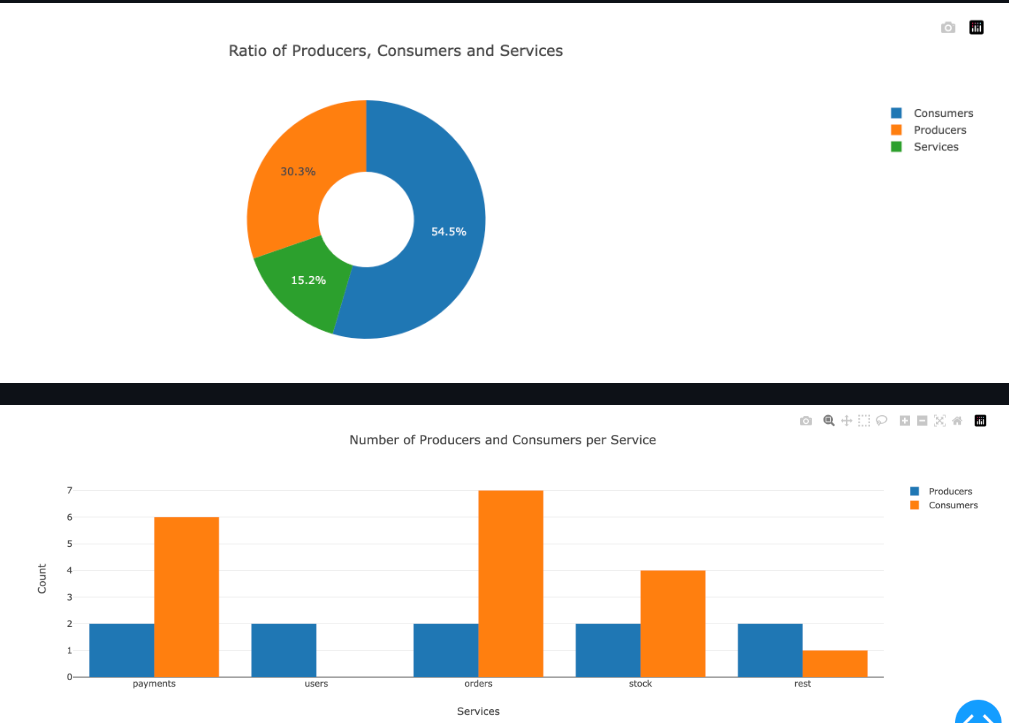 Ratio of Producers, Consumers and Services
Consumers
Producers
Services
30.3%
54.5%
15.2%
Number of Producers and Consumers per Service
Producers
Consumers
7
6
5
4
3
2
1
0
Count
payments users orders stock rest
Services